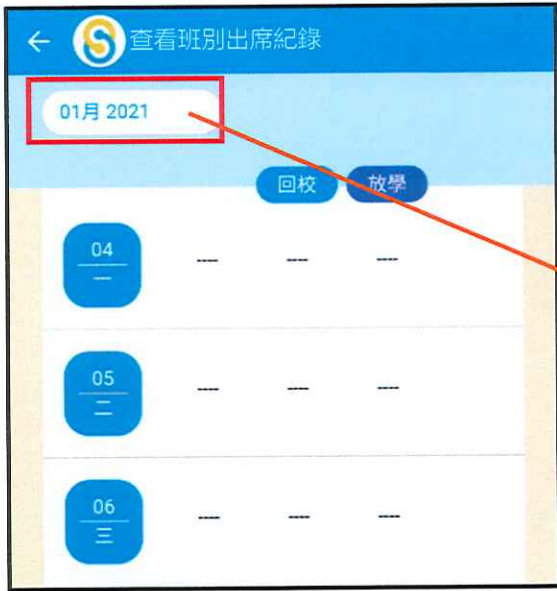 查看班別出席紀錄
01月 2021
回校 放學
04
一
---- ---- ----
05
二
---- ---- ----
06
三
---- ---- ----